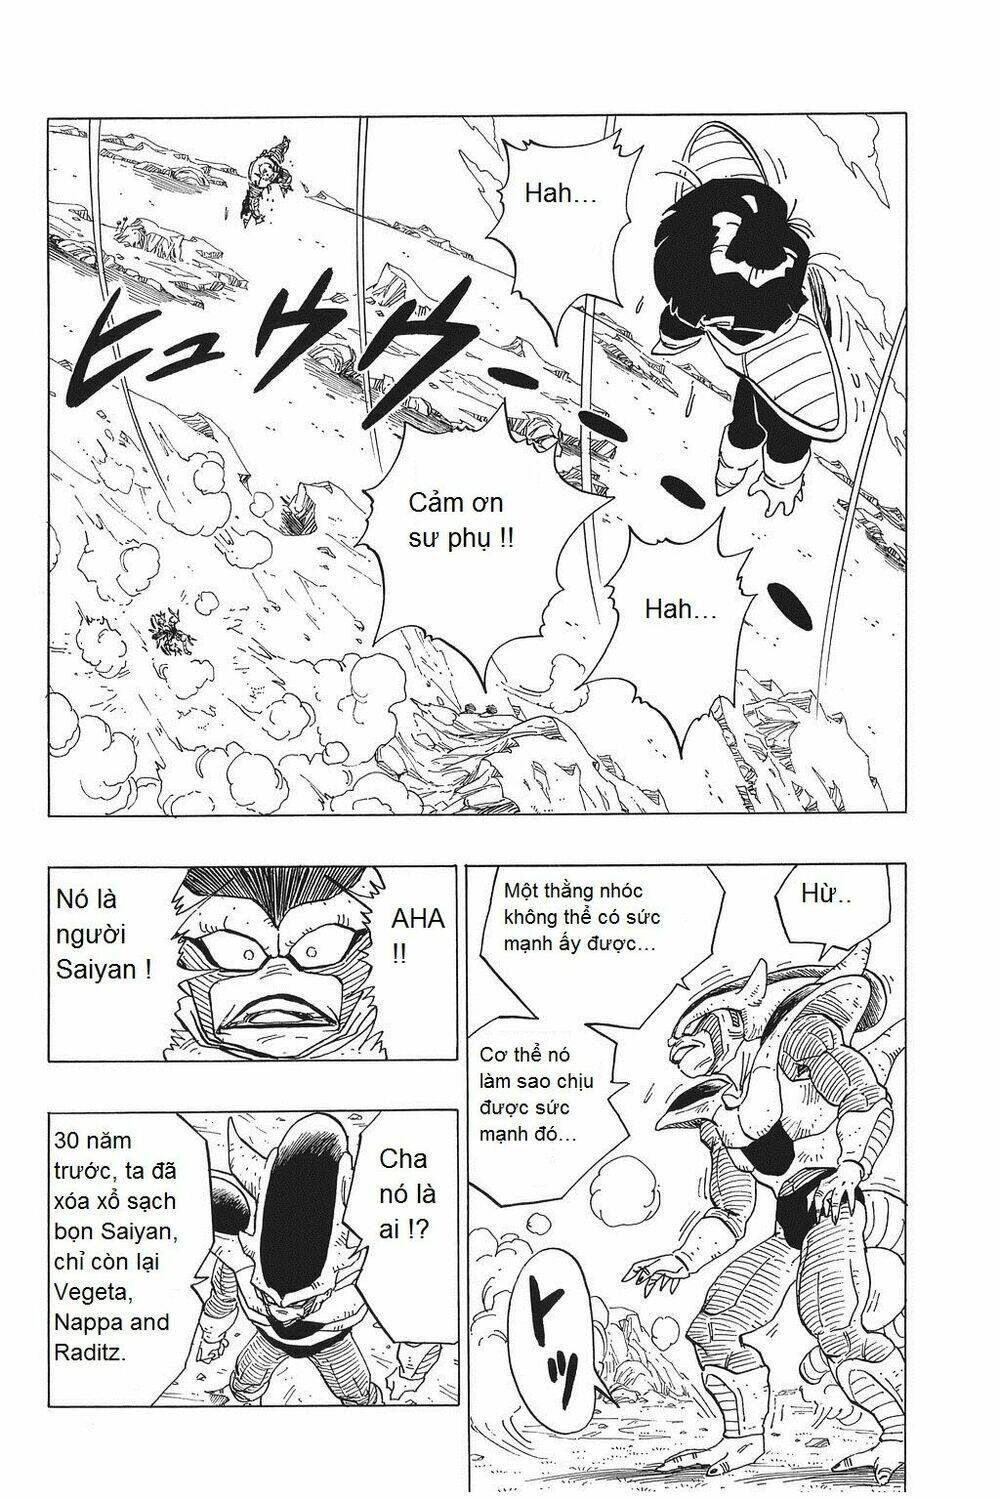 Hah...
ヒュウウー
Cảm ơn
sư phụ !!
Hah...
Hừ..
Một thằng nhóc
không thể có sức
mạnh ấy được...
Cơ thể nó
làm sao chịu
được sức
mạnh đó...
トッ
AHA
!!
Nó là
người
Saiyan !
Cha
nó là
ai !?
30 năm
trước, ta đã
xóa xổ sạch
bọn Saiyan,
chỉ còn lại
Vegeta,
Nappa and
Raditz.